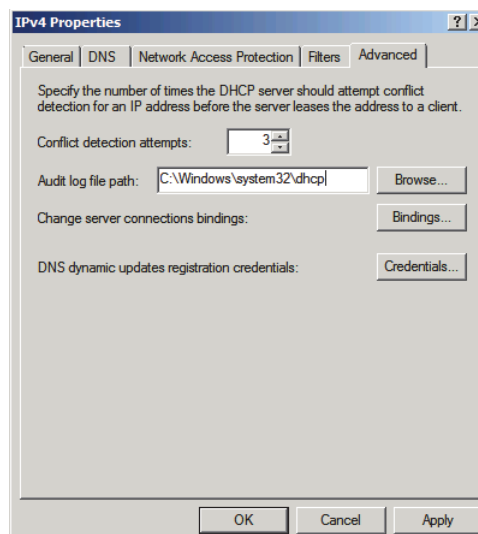 IPv4 Properties
General DNS Network Access Protection Filters Advanced
Specify the number of times the DHCP server should attempt conflict
detection for an IP address before the server leases the address to a client.
Conflict detection attempts: 3
Audit log file path: C:\Windows\system32\dhcp Browse...
Change server connections bindings: Bindings...
DNS dynamic updates registration credentials: Credentials...
OK Cancel Apply